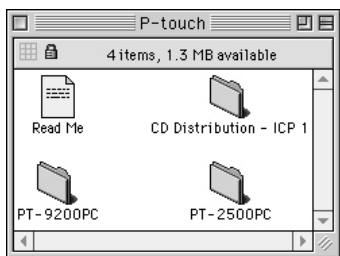 P-touch
4 items, 1.3 MB available
Read Me
CD Distribution - ICP 1
PT-9200PC
PT-2500PC